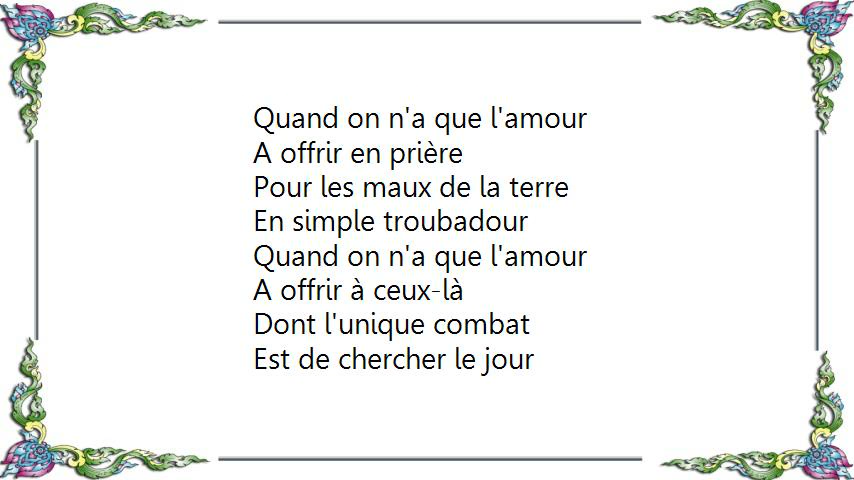 Quand on n'a que l'amour
A offrir en prière
Pour les maux de la terre
En simple troubadour
Quand on n'a que l'amour
A offrir à ceux-là
Dont l'unique combat
Est de chercher le jour